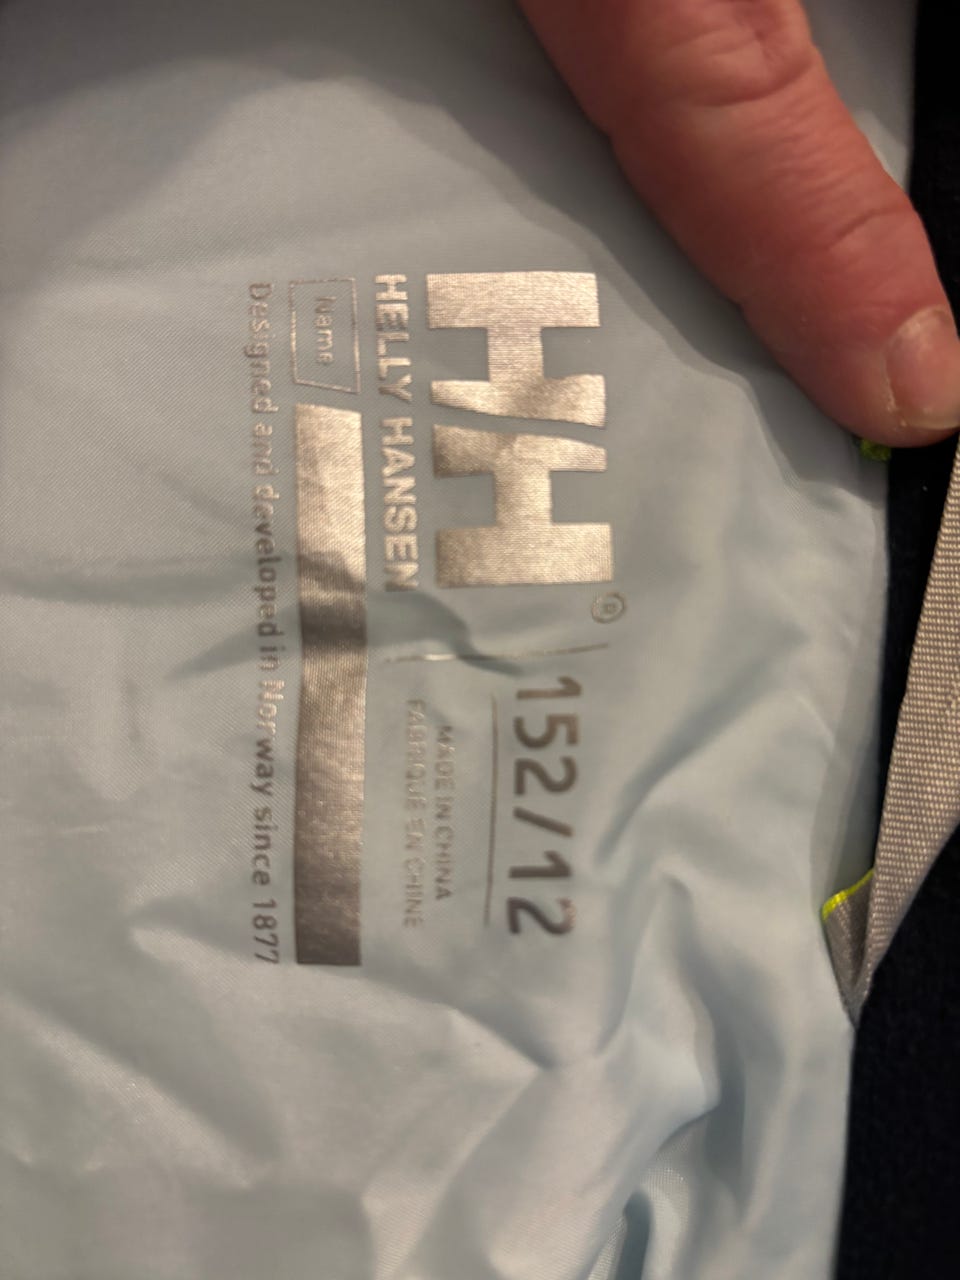 HH®
HELLY HANSEN
152/12
MADE IN CHINA
FABRIQUÉ EN CHINE
Name
Designed and developed in Norway since 1877